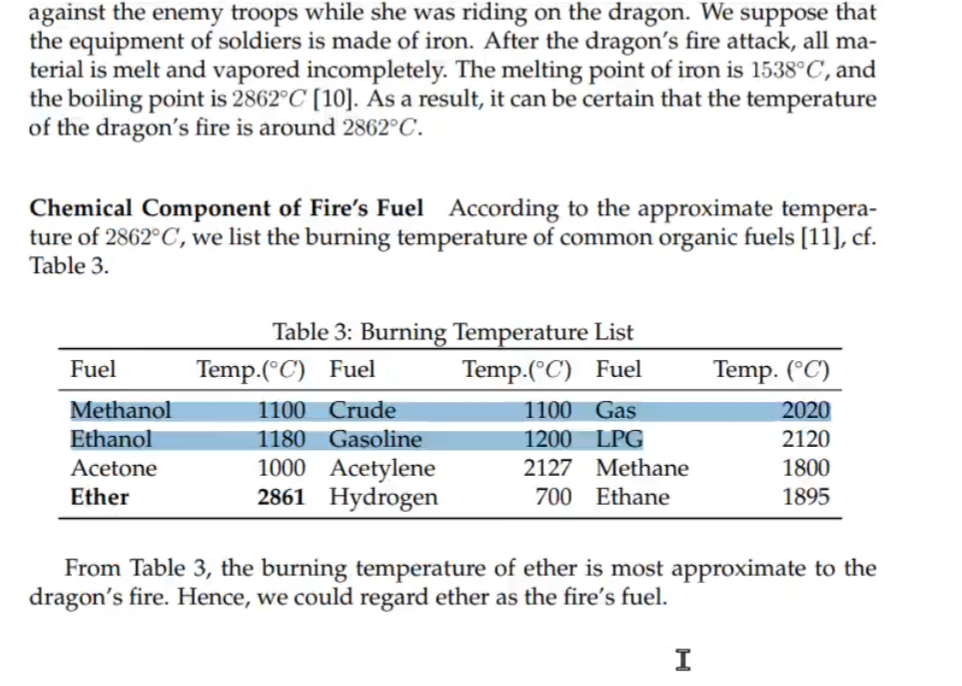 against the enemy troops while she was riding on the dragon. We suppose that
the equipment of soldiers is made of iron. After the dragon's fire attack, all ma-
terial is melt and vapored incompletely. The melting point of iron is 1538°C, and
the boiling point is 2862°C [10]. As a result, it can be certain that the temperature
of the dragon's fire is around 2862°C.
Chemical Component of Fire's Fuel According to the approximate tempera-
ture of 2862°C, we list the burning temperature of common organic fuels [11], cf.
Table 3.
Table 3: Burning Temperature List
Fuel Temp.(°C) Fuel Temp.(°C) Fuel Temp. (°C)
Methanol 1100 Crude 1100 Gas 2020
Ethanol 1180 Gasoline 1200 LPG 2120
Acetone 1000 Acetylene 2127 Methane 1800
Ether 2861 Hydrogen 700 Ethane 1895
From Table 3, the burning temperature of ether is most approximate to the
dragon's fire. Hence, we could regard ether as the fire's fuel.